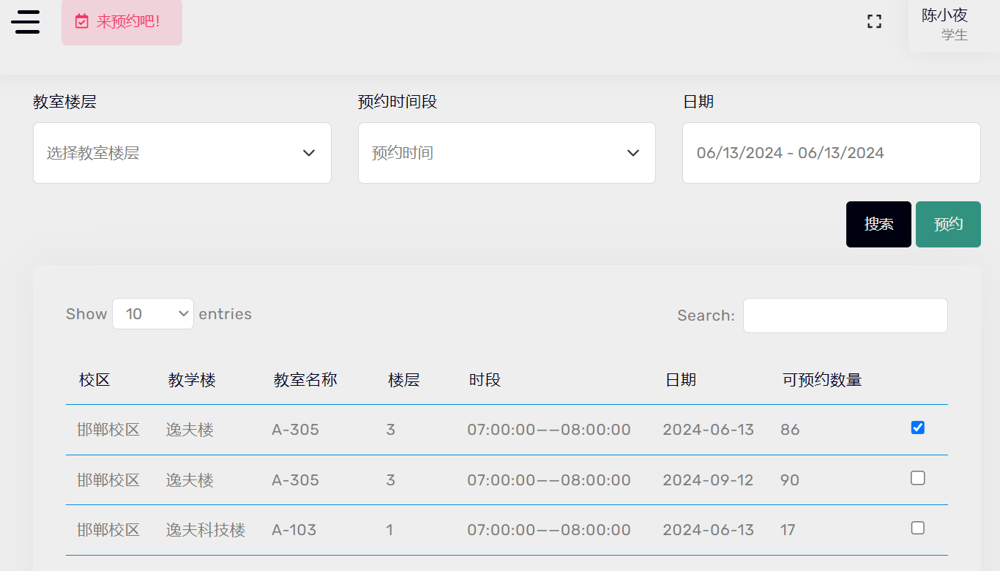 来预约吧!
陈小夜
学生
教室楼层 预约时间段 日期
选择教室楼层 预约时间 06/13/2024 - 06/13/2024
搜索 预约
Show 10 entries Search:
校区 教学楼 教室名称 楼层 时段 日期 可预约数量
邯郸校区 逸夫楼 A-305 3 07:00:00——08:00:00 2024-06-13 86
邯郸校区 逸夫楼 A-305 3 07:00:00——08:00:00 2024-09-12 90
邯郸校区 逸夫科技楼 A-103 1 07:00:00——08:00:00 2024-06-13 17